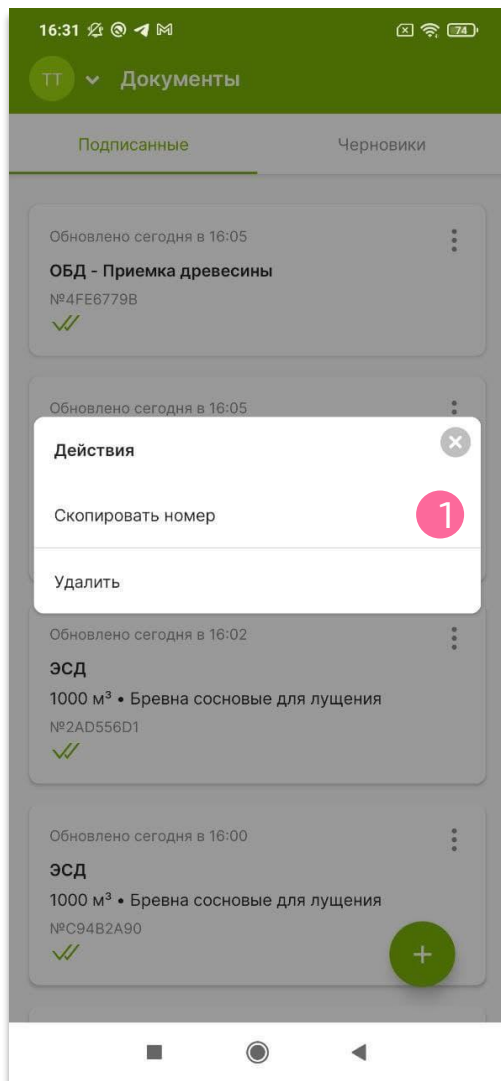 16:31
74
ТТ Документы
Подписанные Черновики
Обновлено сегодня в 16:05
ОБД - Приемка древесины
№4FE6779B
Обновлено сегодня в 16:05
Действия
Скопировать номер 1
Удалить
Обновлено сегодня в 16:02
ЭСД
1000 м³ • Бревна сосновые для лущения
№2AD556D1
Обновлено сегодня в 16:00
ЭСД
1000 м³ • Бревна сосновые для лущения
№C94B2A90
+